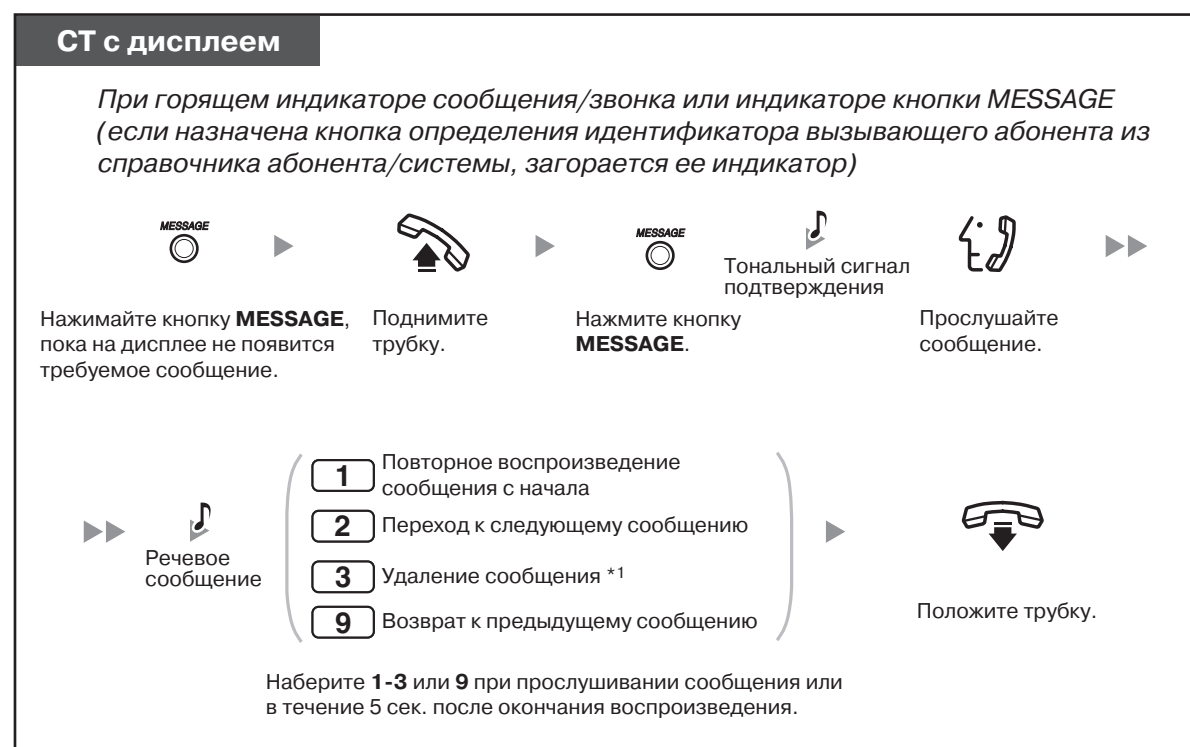 СТ с дисплеем
При горящем индикаторе сообщения/звонка или индикаторе кнопки MESSAGE
(если назначена кнопка определения идентификатора вызывающего абонента из
справочника абонента/системы, загорается ее индикатор)
MESSAGE
Нажимайте кнопку MESSAGE,
пока на дисплее не появится
требуемое сообщение.
Поднимите
трубку.
MESSAGE
Нажмите кнопку
MESSAGE.
Тональный сигнал
подтверждения
Прослушайте
сообщение.
Речевое
сообщение
1 Повторное воспроизведение
сообщения с начала
2 Переход к следующему сообщению
3 Удаление сообщения *1
9 Возврат к предыдущему сообщению
Положите трубку.
Наберите 1-3 или 9 при прослушивании сообщения или
в течение 5 сек. после окончания воспроизведения.